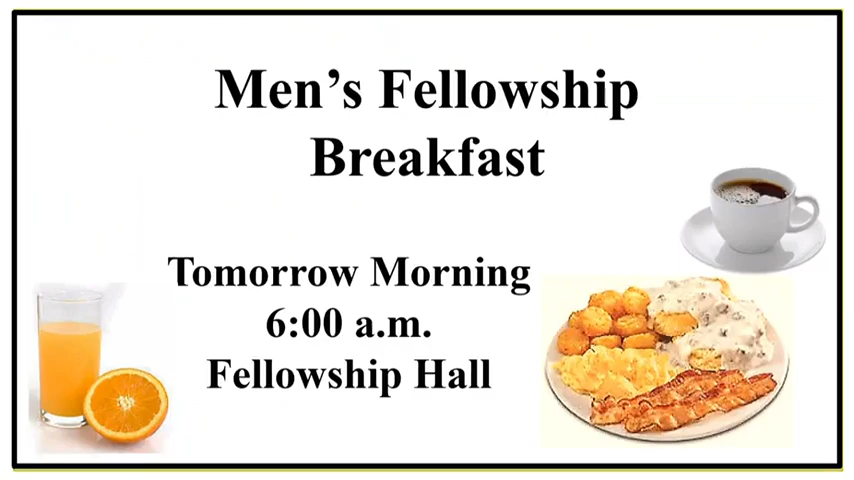 Men’s Fellowship
Breakfast
Tomorrow Morning
6:00 a.m.
Fellowship Hall